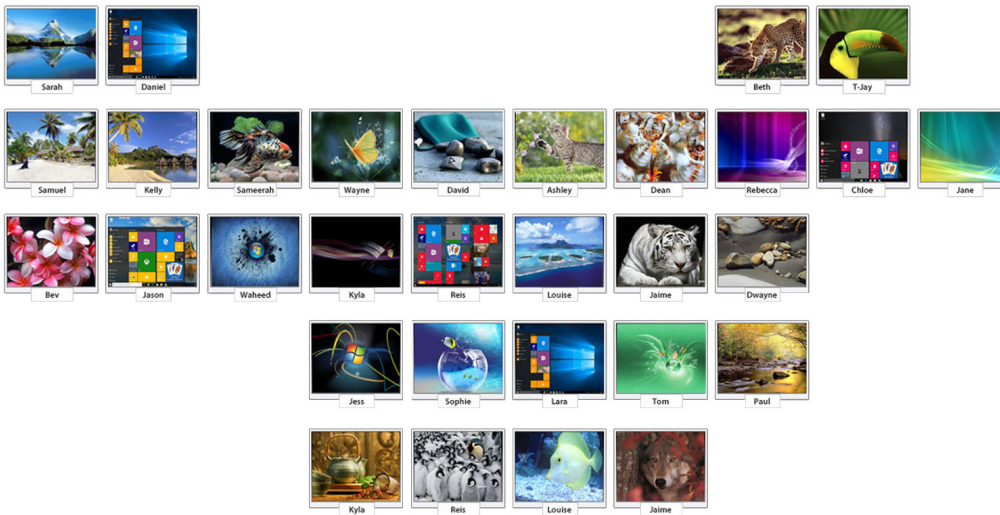 Sarah Daniel Beth T-Jay
Samuel Kelly Sameerah Wayne David Ashley Dean Rebecca Chloe Jane
Bev Jason Waheed Kyla Reis Louise Jaime Dwayne
Jess Sophie Lara Tom Paul
Kyla Reis Louise Jaime